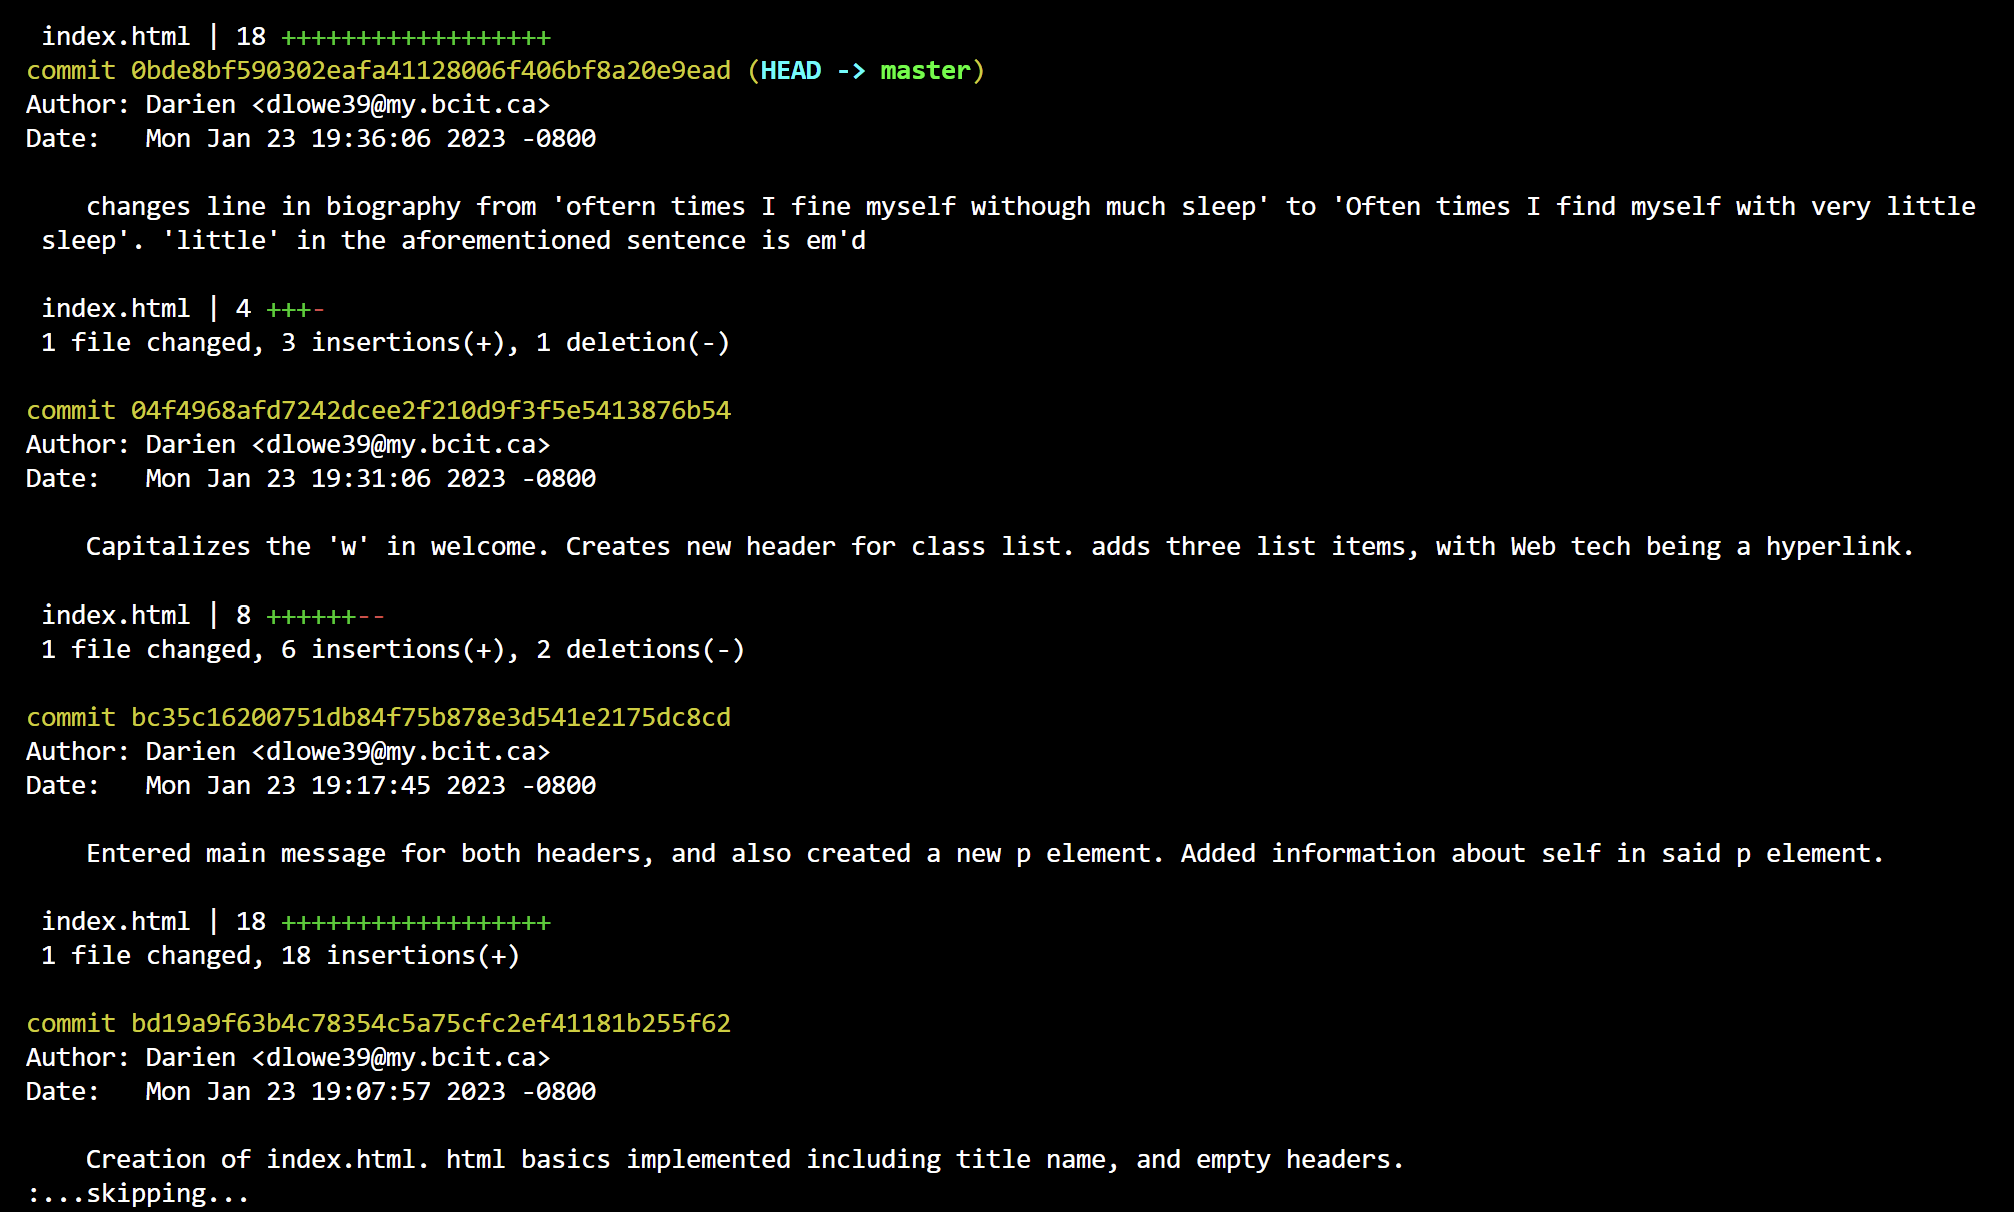 index.html | 18 ++++++++++++++++++
commit 0bde8bf590302eafa41128006f406bf8a20e9ead (HEAD -> master)
Author: Darien <dlowe39@my.bcit.ca>
Date:   Mon Jan 23 19:36:06 2023 -0800
changes line in biography from 'oftern times I fine myself withough much sleep' to 'Often times I find myself with very little
sleep'. 'little' in the aforementioned sentence is em'd
index.html | 4 +++-
1 file changed, 3 insertions(+), 1 deletion(-)
commit 04f4968afd7242dcee2f210d9f3f5e5413876b54
Author: Darien <dlowe39@my.bcit.ca>
Date:   Mon Jan 23 19:31:06 2023 -0800
Capitalizes the 'w' in welcome. Creates new header for class list. adds three list items, with Web tech being a hyperlink.
index.html | 8 ++++++--
1 file changed, 6 insertions(+), 2 deletions(-)
commit bc35c16200751db84f75b878e3d541e2175dc8cd
Author: Darien <dlowe39@my.bcit.ca>
Date:   Mon Jan 23 19:17:45 2023 -0800
Entered main message for both headers, and also created a new p element. Added information about self in said p element.
index.html | 18 ++++++++++++++++++
1 file changed, 18 insertions(+)
commit bd19a9f63b4c78354c5a75cfc2ef41181b255f62
Author: Darien <dlowe39@my.bcit.ca>
Date:   Mon Jan 23 19:07:57 2023 -0800
Creation of index.html. html basics implemented including title name, and empty headers.
:...skipping...